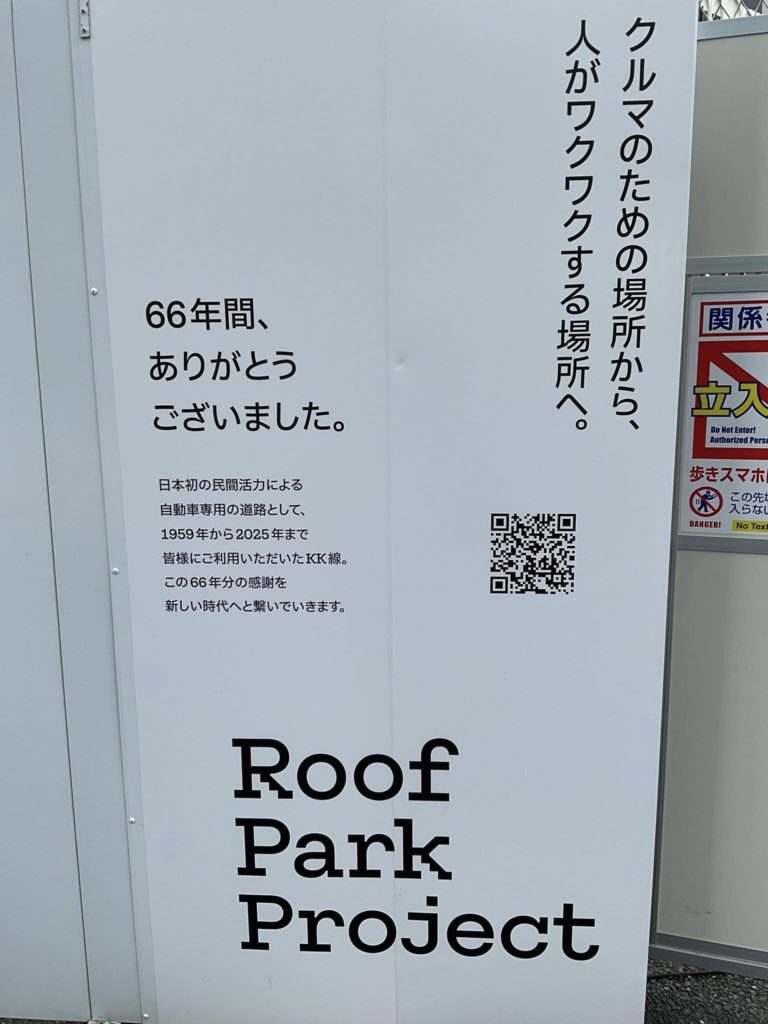 クルマのための場所から、
人がワクワクする場所へ。
66年間、
ありがとう
ございました。
日本初の民間活力による
自動車専用の道路として、
1959年から2025年まで
皆様にご利用いただいたKK線。
この66年分の感謝を
新しい時代へと繋いでいきます。
Roof
Park
Project
関係
立入
Do Not Enter!
Authorized
歩きスマホ
この先
入らない
DANGER!
No Text